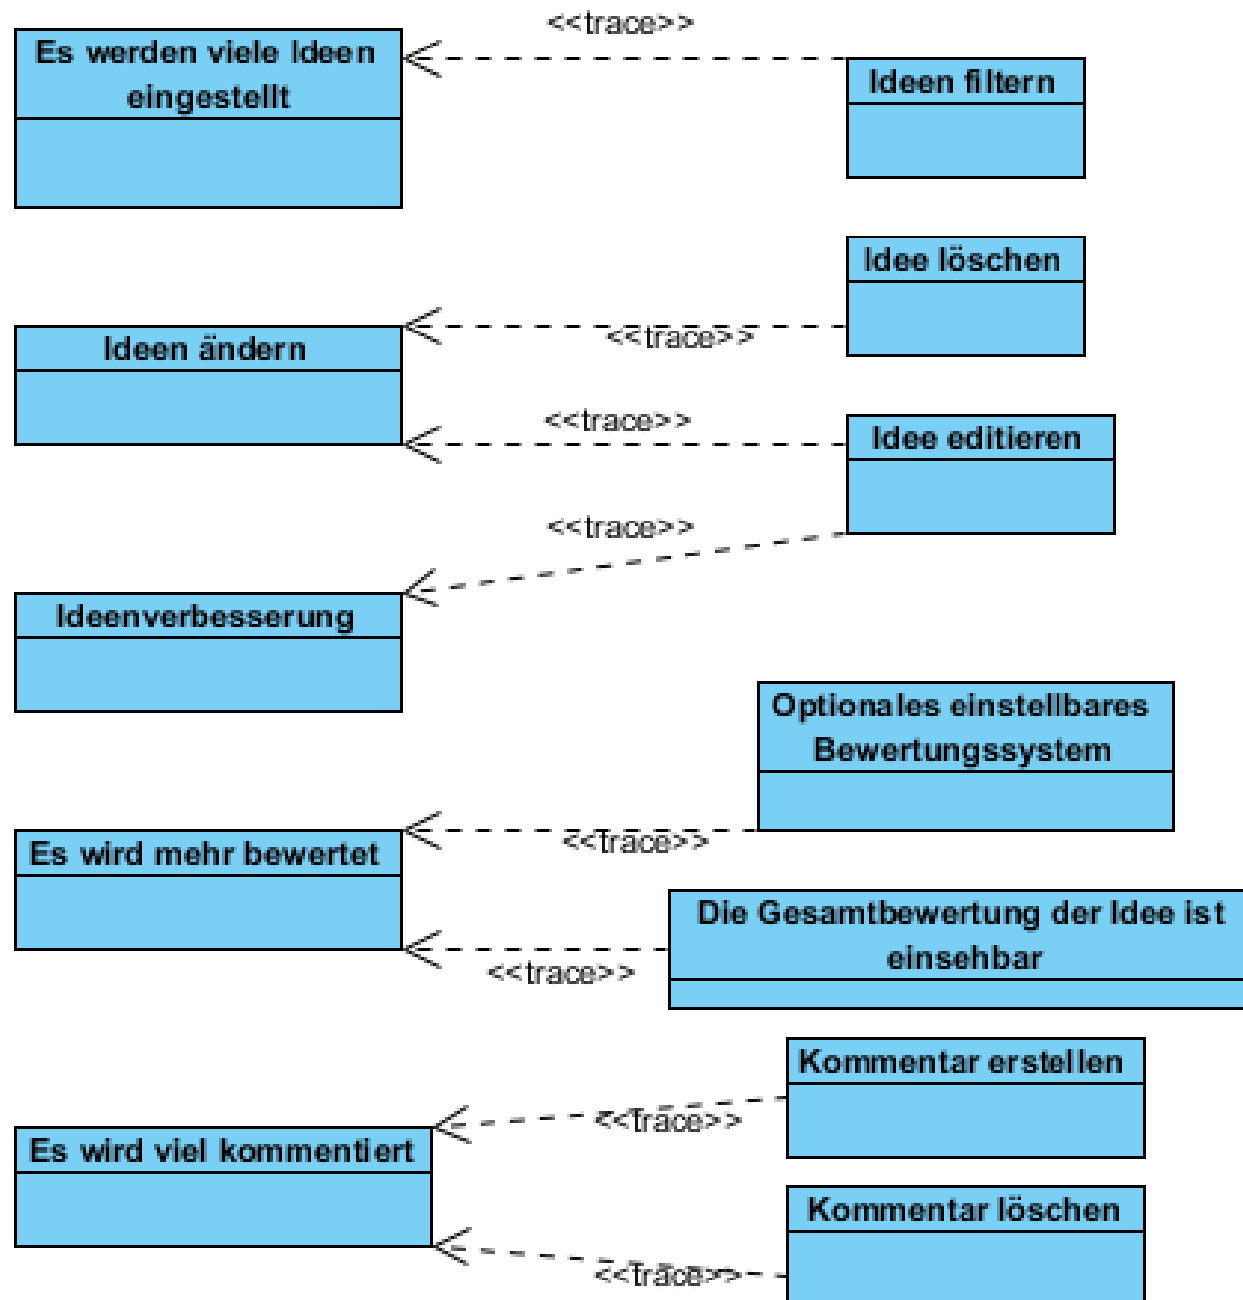 <<trace>>
Es werden viele Ideen
eingestellt
Ideen filtern
Idee löschen
<<trace>>
Ideen ändern
<<trace>>
Idee editieren
<<trace>>
Ideenverbesserung
Optionales einstellbares
Bewertungssystem
<<trace>>
Es wird mehr bewertet
Die Gesamtbewertung der Idee ist
einsehbar
<<trace>>
Kommentar erstellen
<<trace>>
Es wird viel kommentiert
Kommentar löschen
<<trace>>